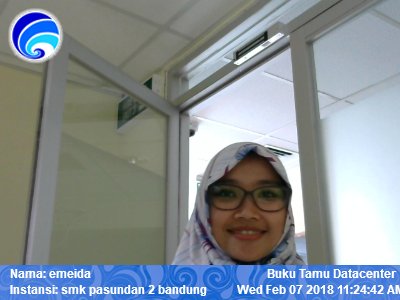 Nama: emeida
Buku Tamu Datacenter
Instansi: smk pasundan 2 bandung
Wed Feb 07 2018 11:24:42 AM